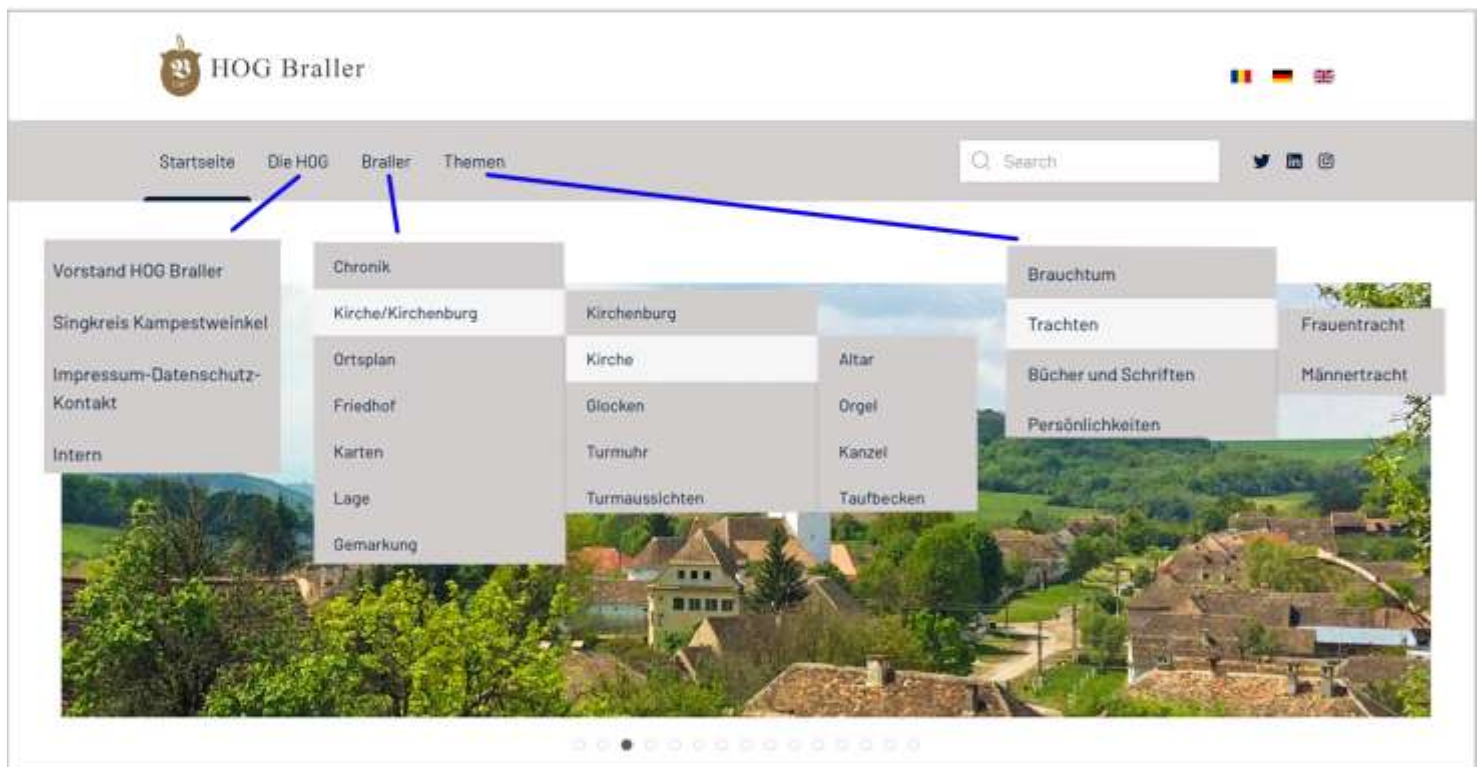 HOG Braller
Startseite Die HOG Braller Themen Search
Vorstand HOG Braller
Singkreis Kampestweinkel
Impressum-Datenschutz-
Kontakt
Intern
Chronik
Kirche/Kirchenburg
Ortsplan
Friedhof
Karten
Lage
Gemarkung
Kirchenburg
Kirche
Glocken
Turmuhr
Turmaussichten
Altar
Orgel
Kanzel
Taufbecken
Brauchtum
Trachten
Bücher und Schriften
Persönlichkeiten
Frauentracht
Männertracht